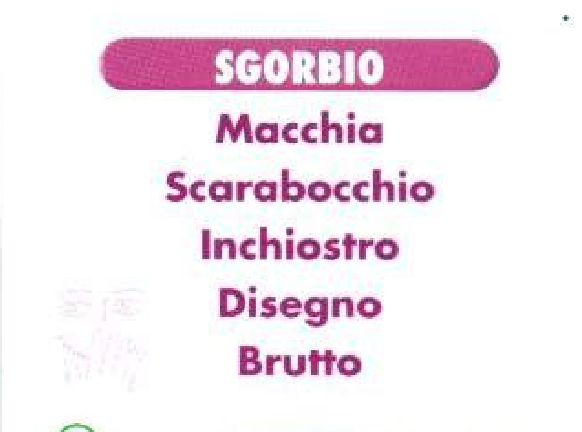 SGORBIO
Macchia
Scarabocchio
Inchiostro
Disegno
Brutto